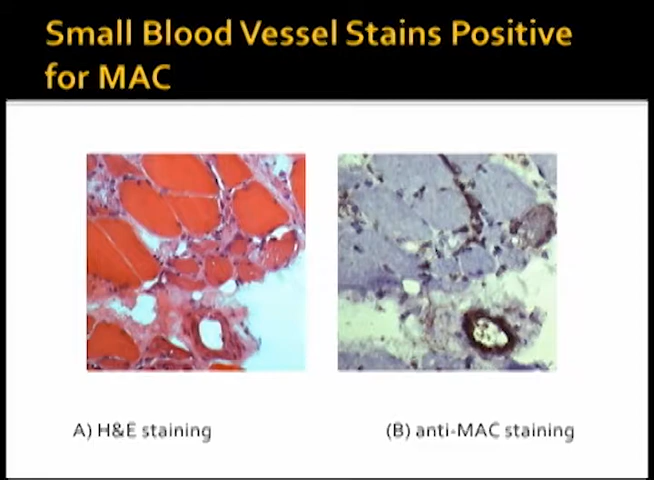 Small Blood Vessel Stains Positive
for MAC
A) H&E staining
(B) anti-MAC staining